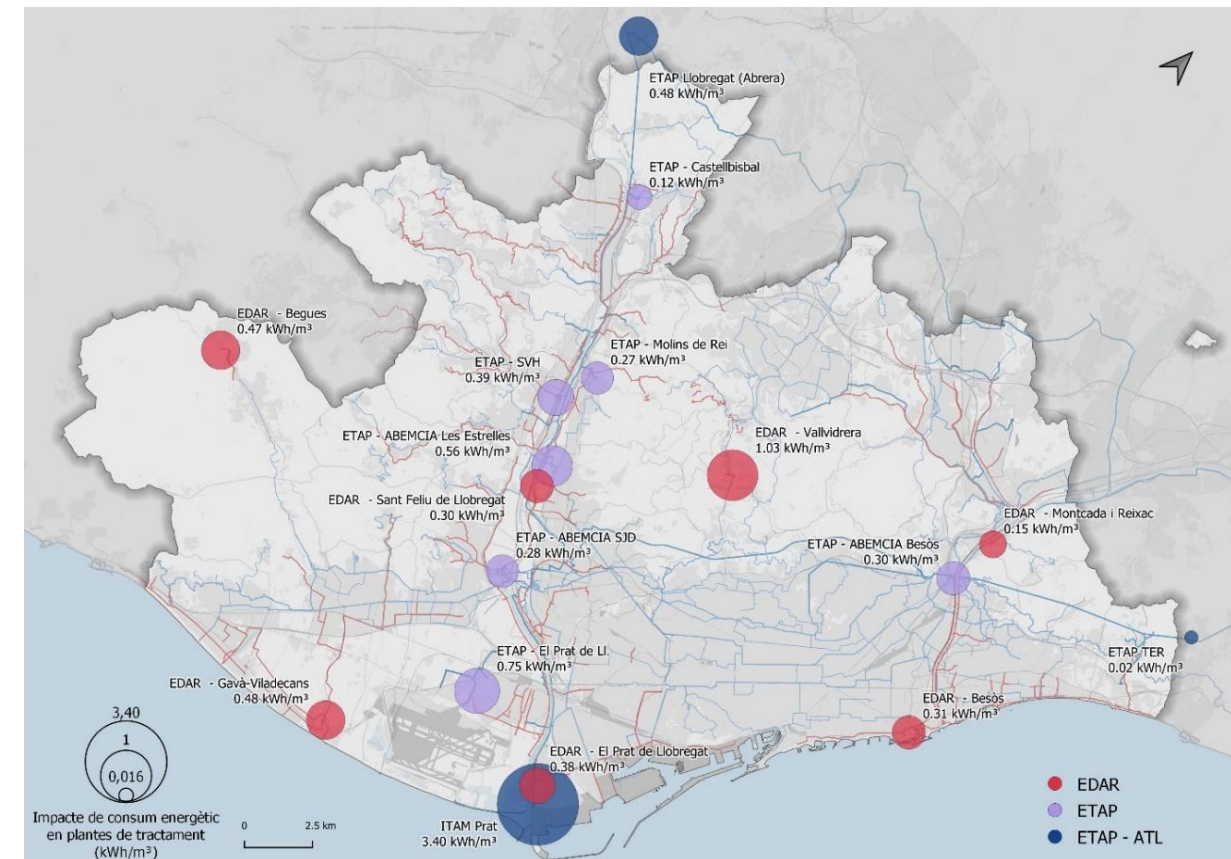 ETAP Llobregat (Abrera)
0.48 kWh/m³
ETAP - Castellbisbal
0.12 kWh/m³
EDAR - Begues
0.47 kWh/m³
ETAP - Molins de Rei
0.27 kWh/m³
ETAP - SVH
0.39 kWh/m³
ETAP - ABEMCIA Les Estrelles
0.56 kWh/m³
EDAR - Vallvidrera
1.03 kWh/m³
EDAR - Sant Feliu de Llobregat
0.30 kWh/m³
EDAR - Montcada i Reixac
0.15 kWh/m³
ETAP - ABEMCIA SJD
0.28 kWh/m³
ETAP - ABEMCIA Besòs
0.30 kWh/m³
ETAP - El Prat de Ll.
0.75 kWh/m³
ETAP TER
0.02 kWh/m³
EDAR - Gavà-Viladecans
0.48 kWh/m³
EDAR - Besòs
0.31 kWh/m³
EDAR - El Prat de Llobregat
0.38 kWh/m³
ITAM Prat
3.40 kWh/m³
3,40
1
0,016
Impacte de consum energètic
en plantes de tractament
(kWh/m³)
0 2.5 km
EDAR
ETAP
ETAP - ATL